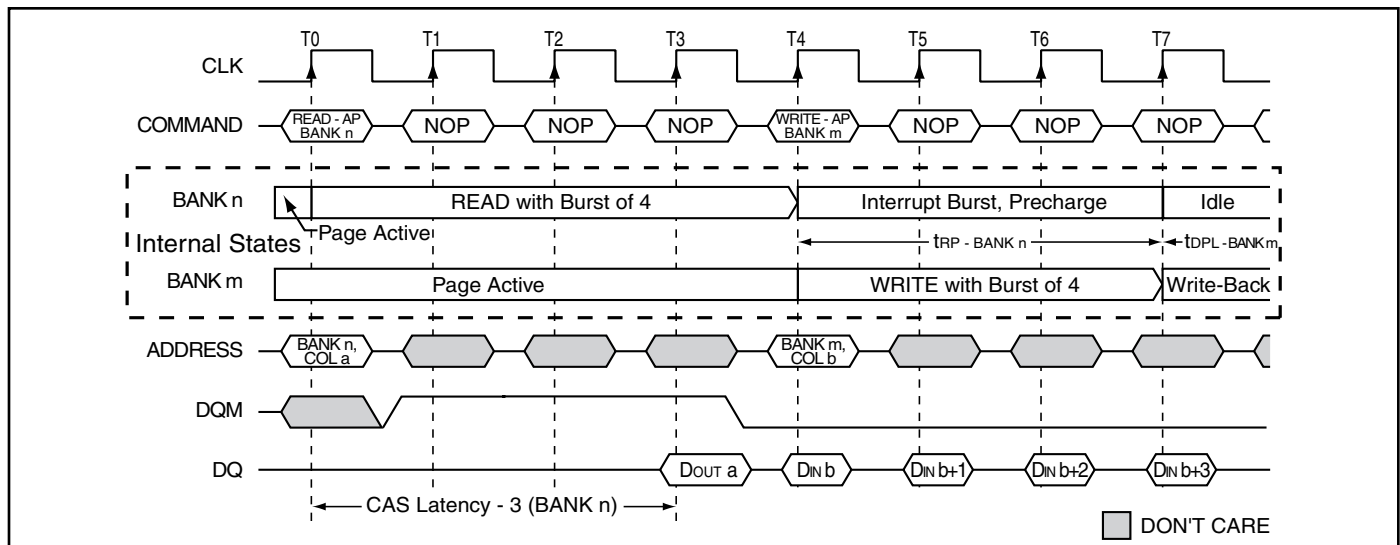 T0 T1 T2 T3 T4 T5 T6 T7
CLK
COMMAND READ - AP BANK n NOP NOP NOP WRITE - AP BANK m NOP NOP NOP
BANK n READ with Burst of 4 Interrupt Burst, Precharge Idle
Internal States Page Active tRP - BANK n tDPL - BANK m
BANK m Page Active WRITE with Burst of 4 Write-Back
ADDRESS BANK n, COL a BANK m, COL b
DQM
DQ DOUT a DIN b DIN b+1 DIN b+2 DIN b+3
CAS Latency - 3 (BANK n)
DON'T CARE